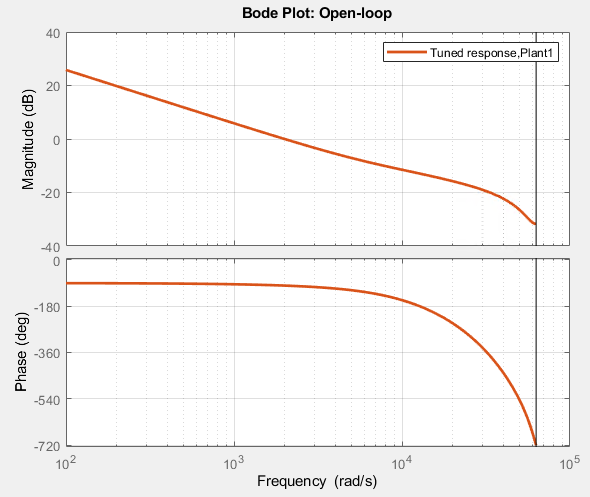 Bode Plot: Open-loop
Tuned response,Plant1
Magnitude (dB)
40
20
0
-20
-40
Phase (deg)
0
-180
-360
-540
-720
10^2
10^3
10^4
10^5
Frequency (rad/s)